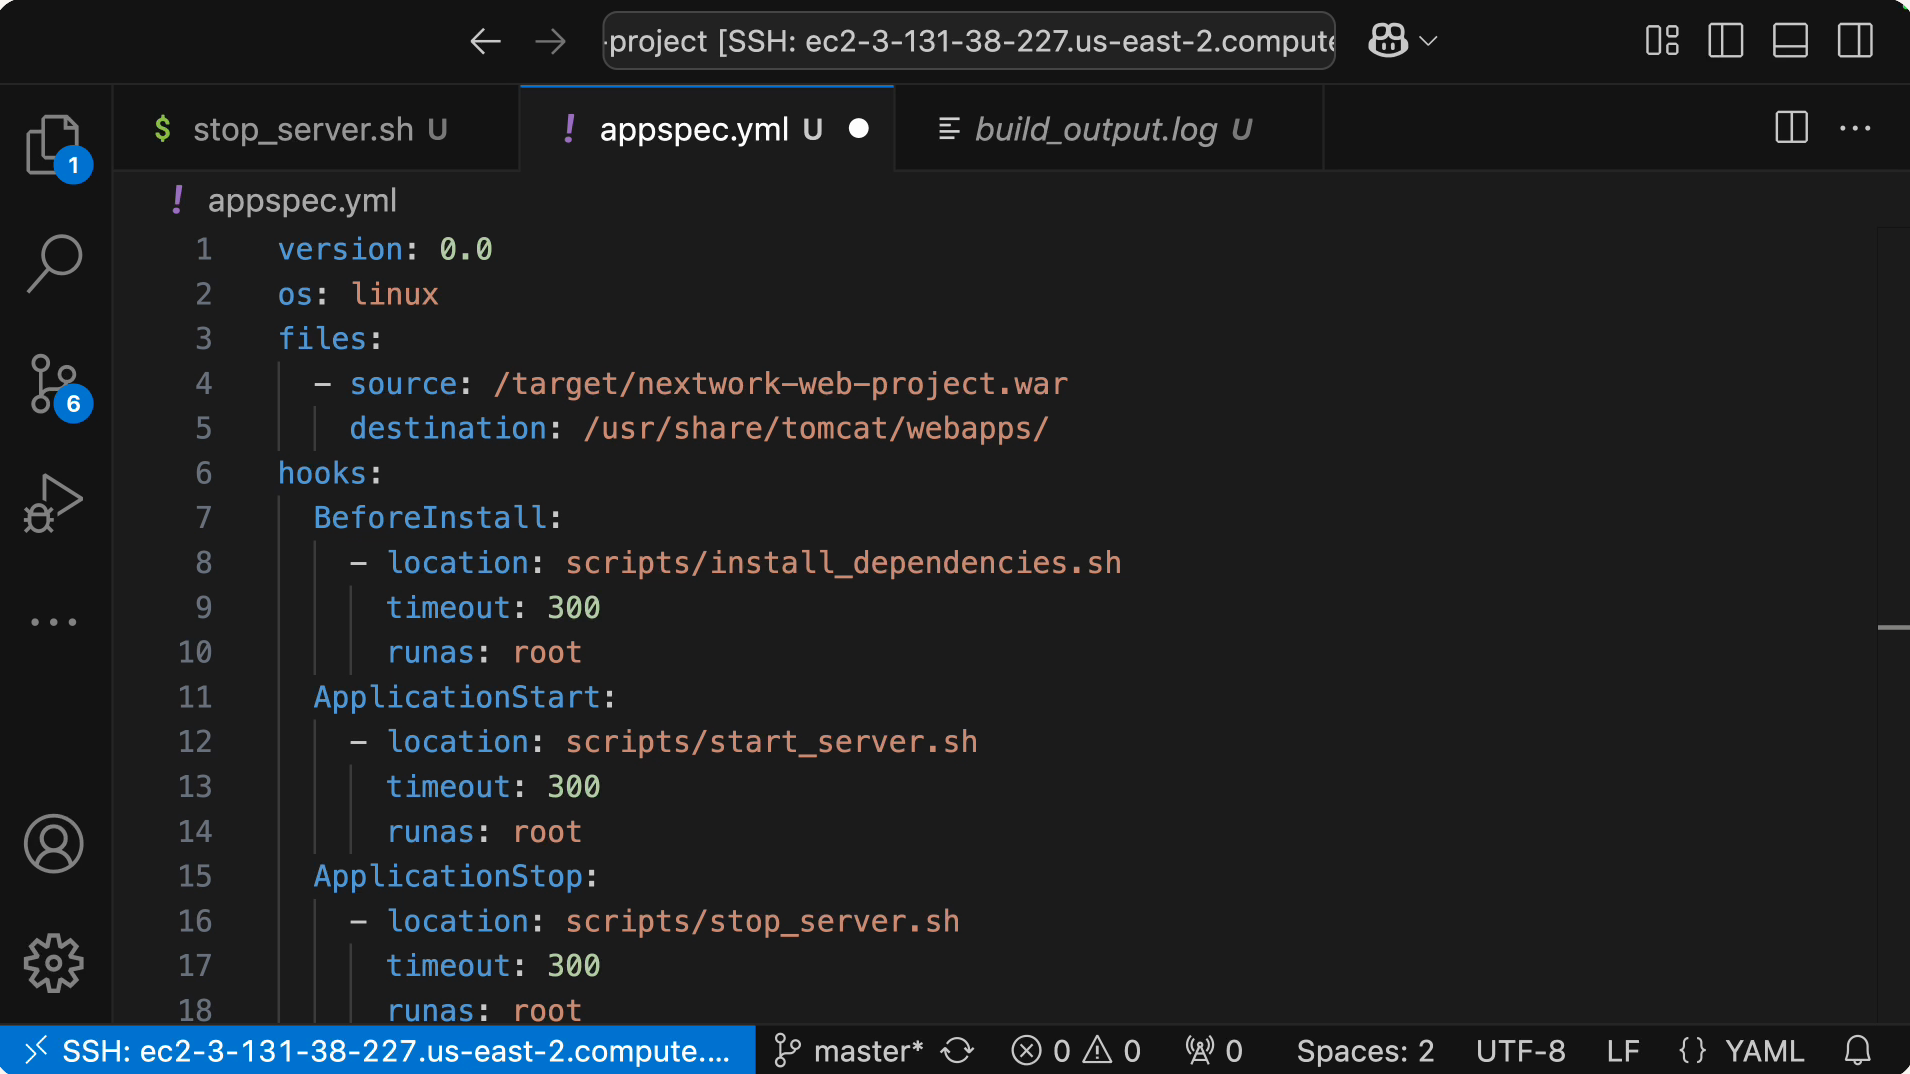 -project [SSH: ec2-3-131-38-227.us-east-2.compute
$ stop_server.sh U
! appspec.yml U
build_output.log U
1
! appspec.yml
1 version: 0.0
2 os: linux
3 files:
4 - source: /target/nextwork-web-project.war
5 destination: /usr/share/tomcat/webapps/
6 hooks:
7 BeforeInstall:
8 - location: scripts/install_dependencies.sh
9 timeout: 300
10 runas: root
11 ApplicationStart:
12 - location: scripts/start_server.sh
13 timeout: 300
14 runas: root
15 ApplicationStop:
16 - location: scripts/stop_server.sh
17 timeout: 300
18 runas: root
6
SSH: ec2-3-131-38-227.us-east-2.compute.... master* 0 0 0 Spaces: 2 UTF-8 LF {} YAML